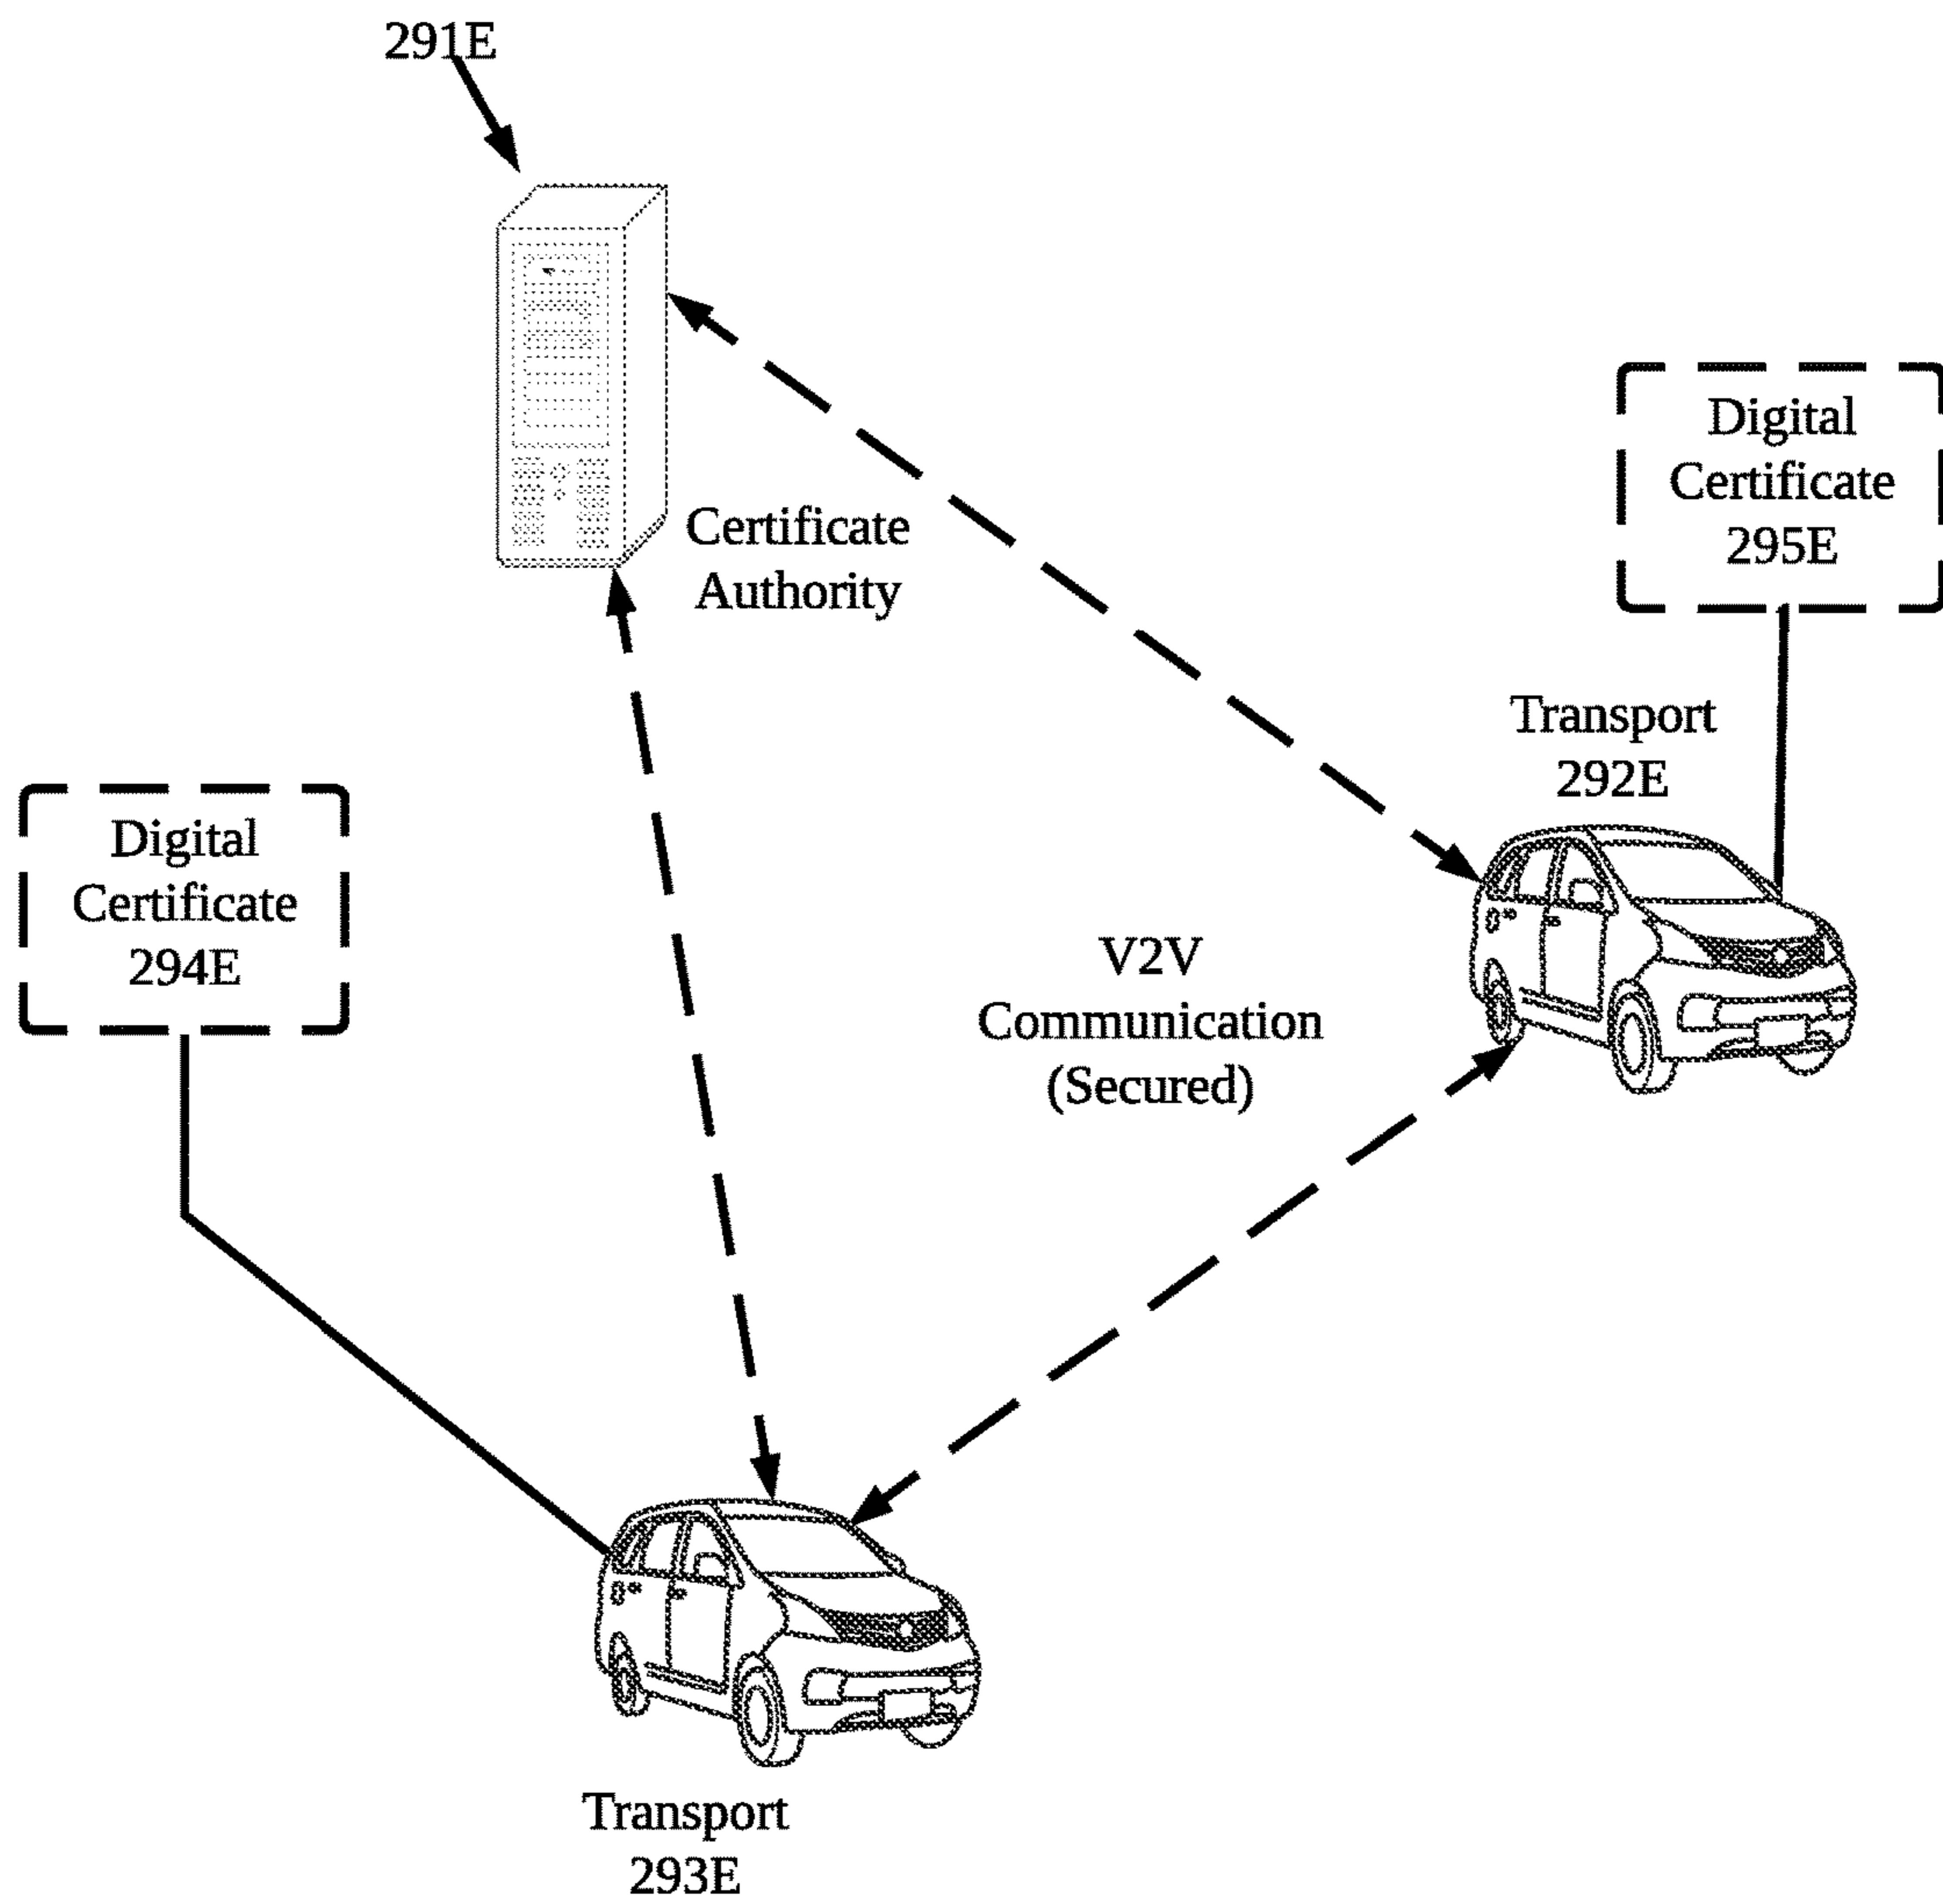 291E
Certificate
Authority
Digital
Certificate
295E
Transport
292E
Digital
Certificate
294E
V2V
Communication
(Secured)
Transport
293E